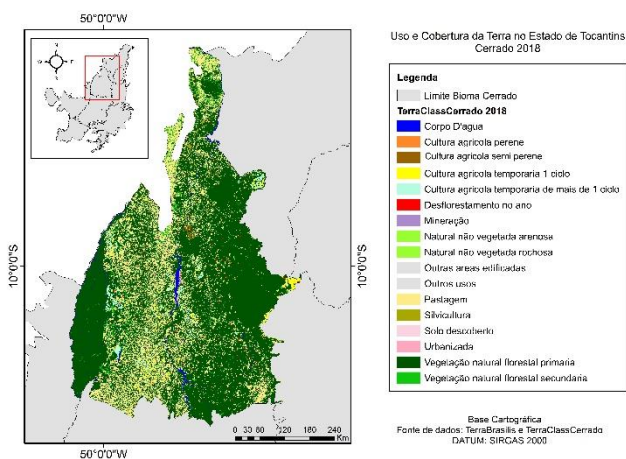 50°0'0"W
Uso e Cobertura da Terra no Estado de Tocantins
Cerrado 2018
N
Legenda
Limite Bioma Cerrado
TerraClassCerrado 2018
Corpo D'agua
Cultura agricola perene
Cultura agricola semi perene
Cultura agricola temporaria 1 ciclo
Cultura agricola temporaria de mais de 1 ciclo
Desflorestamento no ano
Mineração
Natural não vegetada arenosa
Natural não vegetada rochosa
Outras areas edificadas
Outros usos
Pastagem
Silvicultura
Solo descoberto
Urbanizada
Vegetação natural florestal primaria
Vegetação natural florestal secundaria
10°0'0"S
10°0'0"S
0 30 60 120 180 240
Km
50°0'0"W
Base Cartográfica
Fonte de dados: TerraBrasilis e TerraClassCerrado
DATUM: SIRGAS 2000